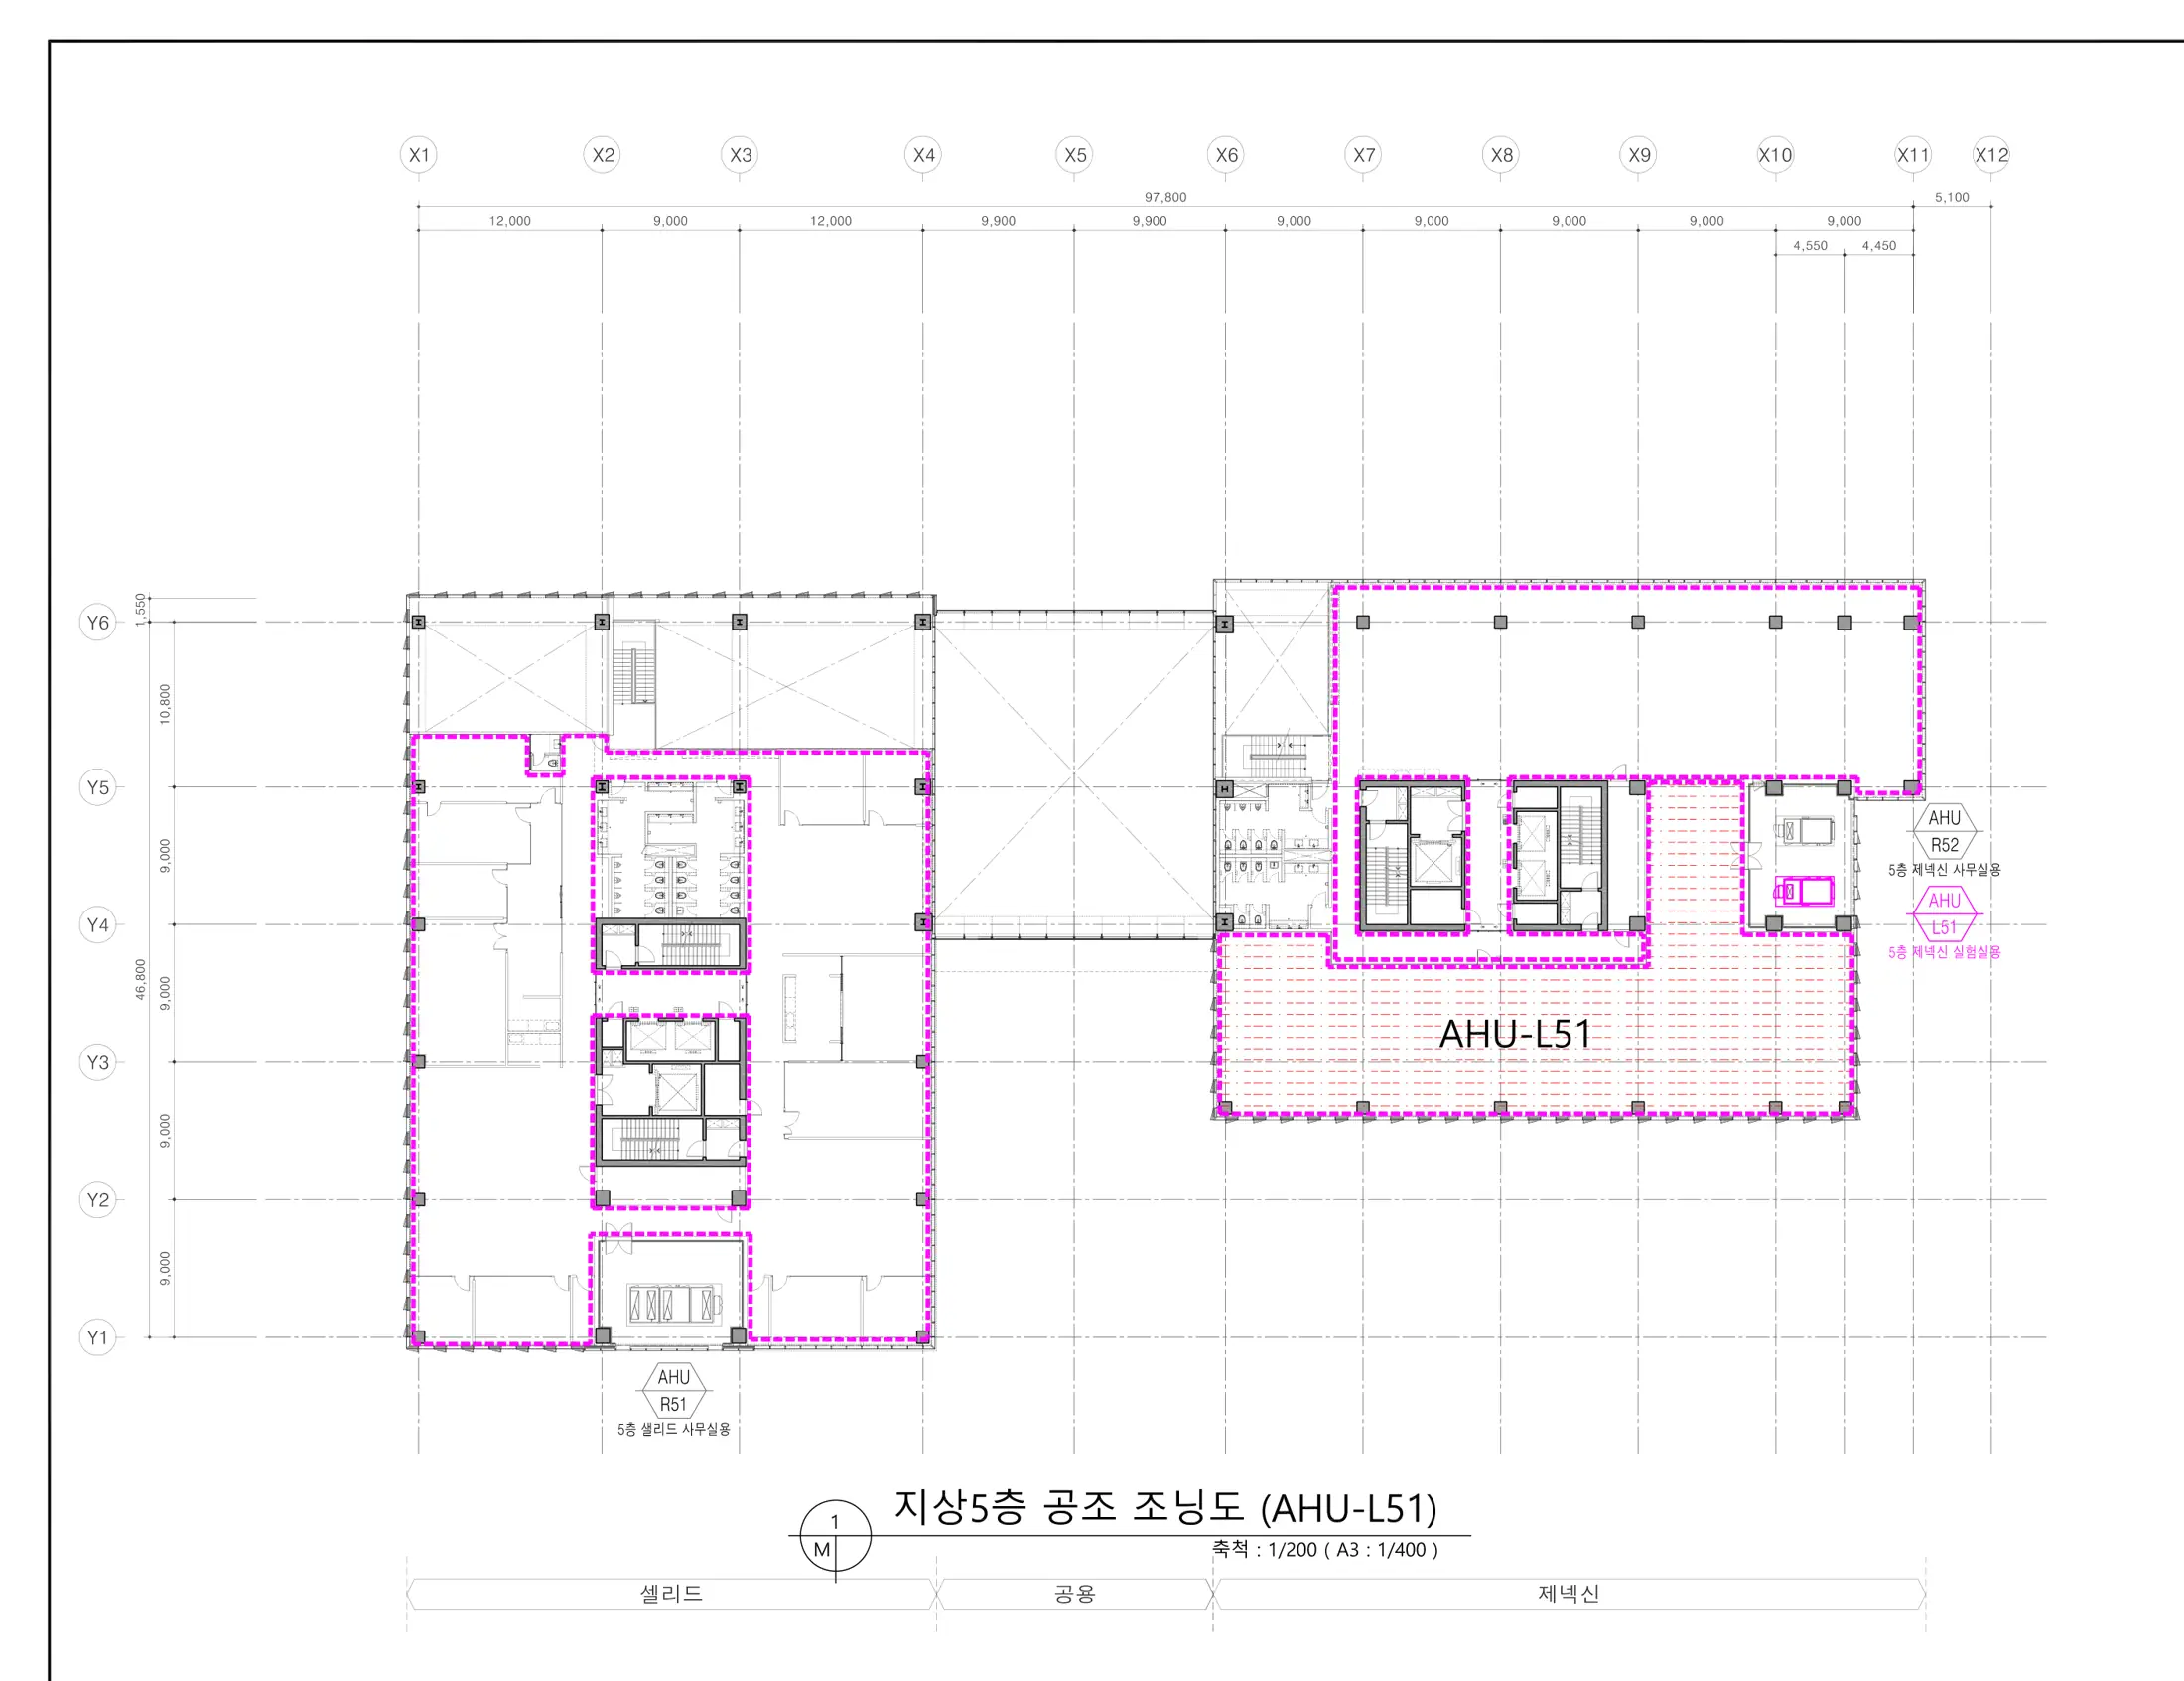 X1 X2 X3 X4 X5 X6 X7 X8 X9 X10 X11 X12
97,800 5,100
12,000 9,000 12,000 9,900 9,900 9,000 9,000 9,000 9,000 9,000
4,550 4,450
1,550
Y6
10,800
Y5
9,000
AHU
R52
5층 제넥신 사무실용
AHU
L51
5층 제넥신 실험실용
Y4
46,800
9,000
AHU-L51
Y3
9,000
Y2
9,000
Y1
AHU
R51
5층 샐리드 사무실용
1
M
지상5층 공조 조닝도 (AHU-L51)
축척 : 1/200 ( A3 : 1/400 )
셀리드 공용 제넥신